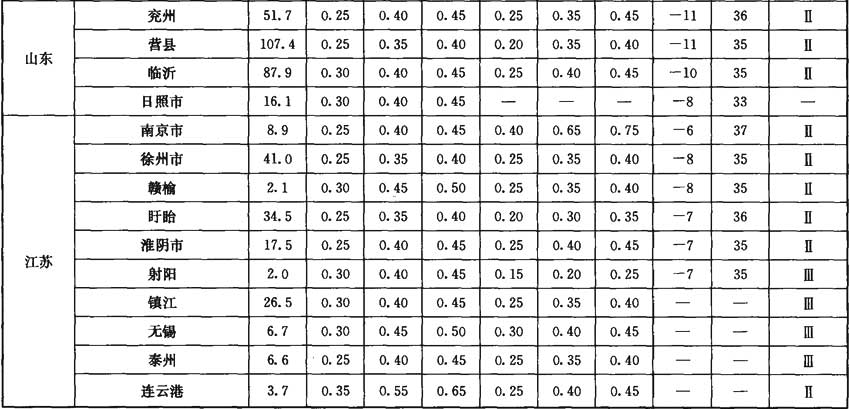 山东
兖州 51.7 0.25 0.40 0.45 0.25 0.35 0.45 -11 36 Ⅱ
莒县 107.4 0.25 0.35 0.40 0.20 0.35 0.40 -11 35 Ⅱ
临沂 87.9 0.30 0.40 0.45 0.25 0.40 0.45 -10 35 Ⅱ
日照市 16.1 0.30 0.40 0.45 — — — -8 33 —
江苏
南京市 8.9 0.25 0.40 0.45 0.40 0.65 0.75 -6 37 Ⅱ
徐州市 41.0 0.25 0.35 0.40 0.25 0.35 0.40 -8 35 Ⅱ
赣榆 2.1 0.30 0.45 0.50 0.25 0.35 0.40 -8 35 Ⅱ
盱眙 34.5 0.25 0.35 0.40 0.20 0.30 0.35 -7 36 Ⅱ
淮阴市 17.5 0.25 0.40 0.45 0.25 0.40 0.45 -7 35 Ⅱ
射阳 2.0 0.30 0.40 0.45 0.15 0.20 0.25 -7 35 Ⅲ
镇江 26.5 0.30 0.40 0.45 0.25 0.35 0.40 — — Ⅲ
无锡 6.7 0.30 0.45 0.50 0.30 0.40 0.45 — — Ⅲ
泰州 6.6 0.25 0.40 0.45 0.25 0.35 0.40 — — Ⅲ
连云港 3.7 0.35 0.55 0.65 0.25 0.40 0.45 — — Ⅱ